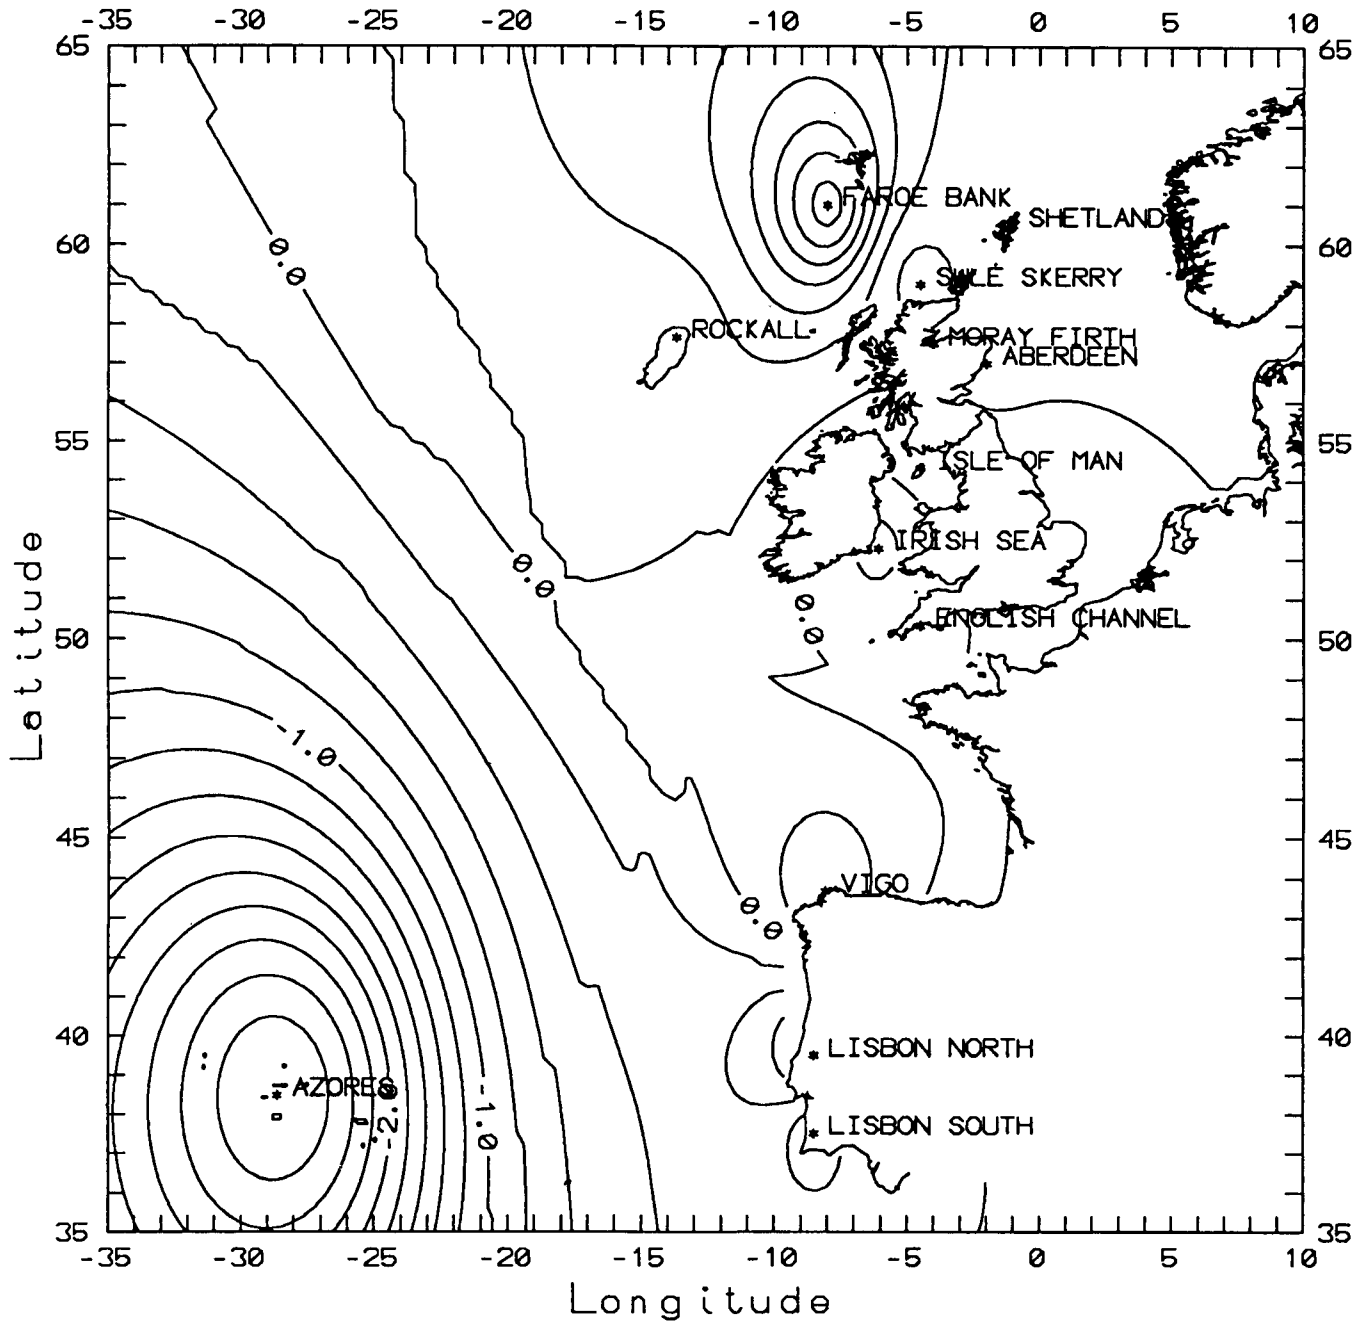 -35 -30 -25 -20 -15 -10 -5 0 5 10
65 65
FAROE BANK
SHETLAND
60 60
0.0
SULE SKERRY
ROCKALL
MORAY FIRTH
ABERDEEN
55 55
ISLE OF MAN
IRISH SEA
0.0
0.0
ENGLISH CHANNEL
50 50
-1.0
45 45
VIGO
0.0
40 40
LISBON NORTH
AZORES
-2.0
-1.0
LISBON SOUTH
35 35
-35 -30 -25 -20 -15 -10 -5 0 5 10
Longitude
Latitude